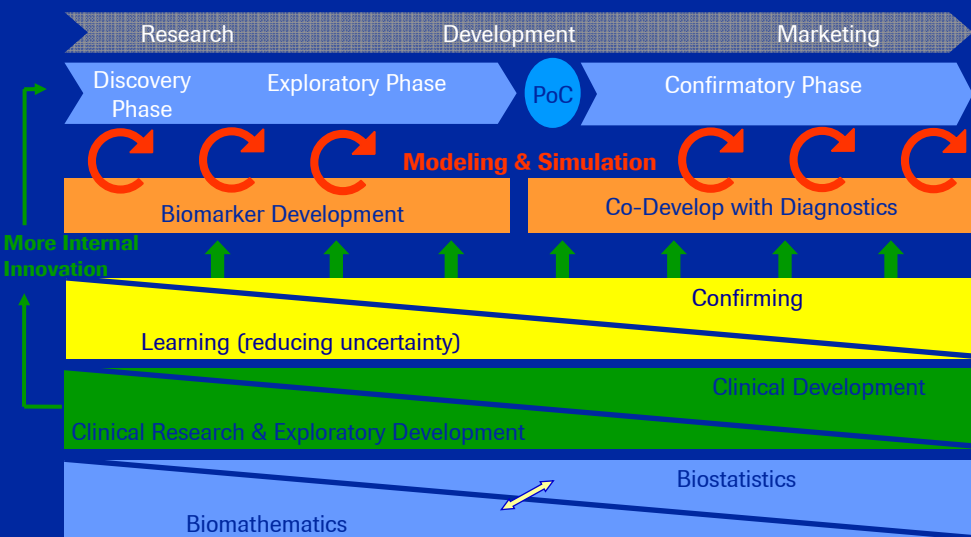 Research Development Marketing
Discovery
Phase
Exploratory Phase
PoC
Confirmatory Phase
Modeling & Simulation
Biomarker Development
Co-Develop with Diagnostics
More Internal
Innovation
Confirming
Learning (reducing uncertainty)
Clinical Development
Clinical Research & Exploratory Development
Biostatistics
Biomathematics